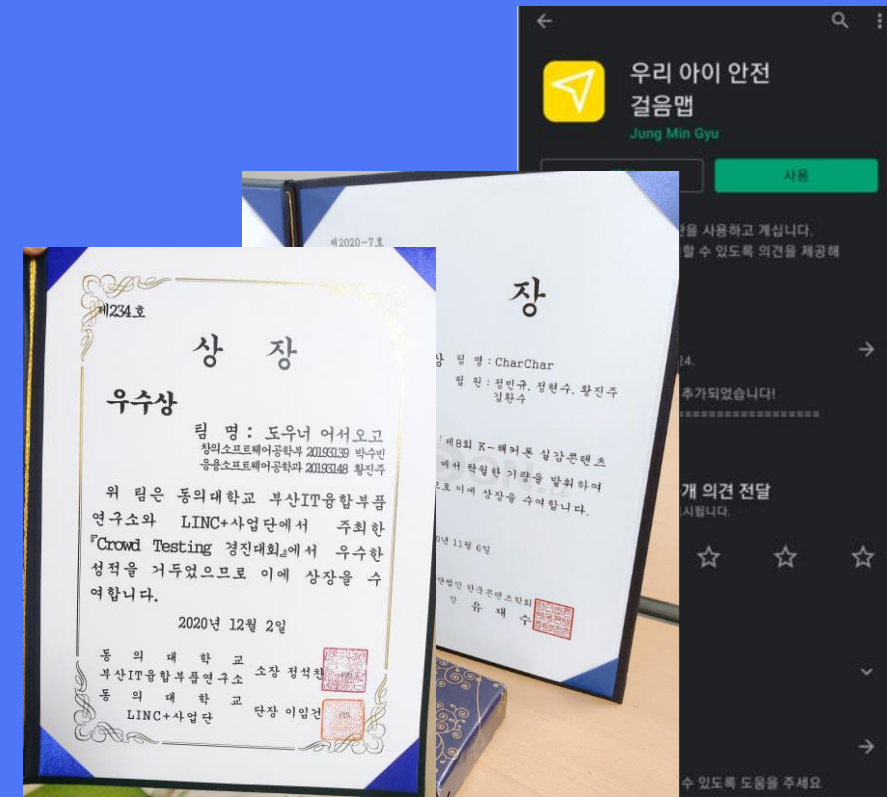 우리 아이 안전
걸음맵
Jung Min Gyu
사용
을 사용하고 계십니다.
할 수 있도록 의견을 제공해
24.
추가되었습니다!
==================
개 의견 전달
시됩니다.
수 있도록 도움을 주세요
제2020-7호
장
상 팀 명 : CharChar
팀 원 : 정민규, 정현수, 황진주
김환수
「제8회 K-해커톤 실감콘텐츠
에서 탁월한 기량을 발휘하여
므로 이에 상장을 수여합니다.
0년 11월 6일
단법인 한국콘텐츠학회
장 유 재 수
제234호
상 장
우수상
팀 명 : 도우너 어서오고
창의소프트웨어공학부 20193139 박수빈
응용소프트웨어공학과 20193148 황진주
위 팀은 동의대학교 부산IT융합부품
연구소와 LINC+사업단에서 주최한
『Crowd Testing 경진대회』에서 우수한
성적을 거두었으므로 이에 상장을 수
여합니다.
2020년 12월 2일
동 의 대 학 교
부산IT융합부품연구소 소장 정석찬
동 의 대 학 교
LINC+사업단 단장 이임건